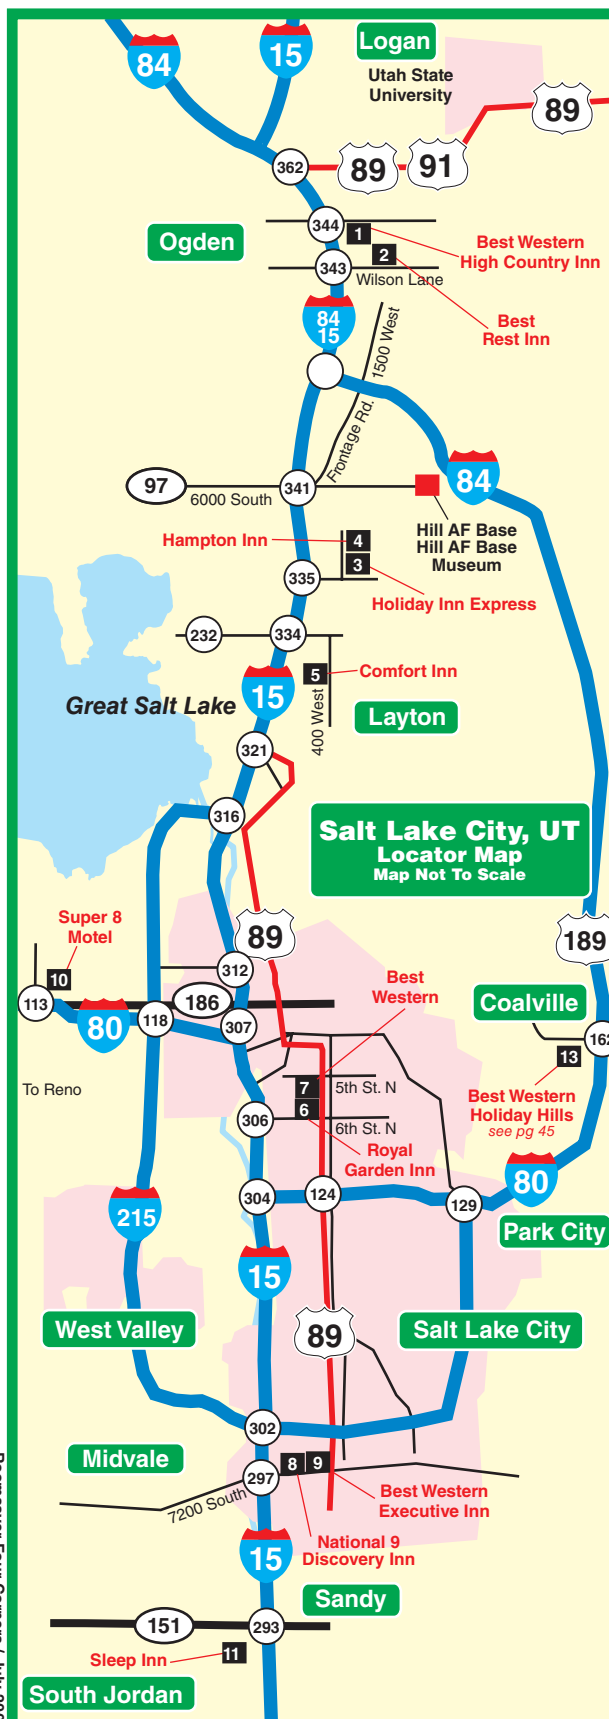 Logan
84
15
Utah State
University
89
89
91
362
344
1
2
Best Western
High Country Inn
Ogden
343
Wilson Lane
84
15
Best
Rest Inn
1500 West
Frontage Rd.
97
6000 South
341
84
Hill AF Base
Hill AF Base
Museum
Hampton Inn
4
3
335
Holiday Inn Express
232
334
5
Comfort Inn
15
Great Salt Lake
400 West
Layton
321
316
Salt Lake City, UT
Locator Map
Map Not To Scale
Super 8
Motel
89
189
10
312
Best
Western
113
80
186
118
307
Coalville
162
13
To Reno
7
5th St. N
6
6th St. N
306
Royal
Garden Inn
Best Western
Holiday Hills
see pg 45
80
304
124
129
215
Park City
15
West Valley
89
Salt Lake City
302
Midvale
297
8
9
7200 South
Best Western
Executive Inn
National 9
Discovery Inn
15
Sandy
151
293
Sleep Inn
11
South Jordan